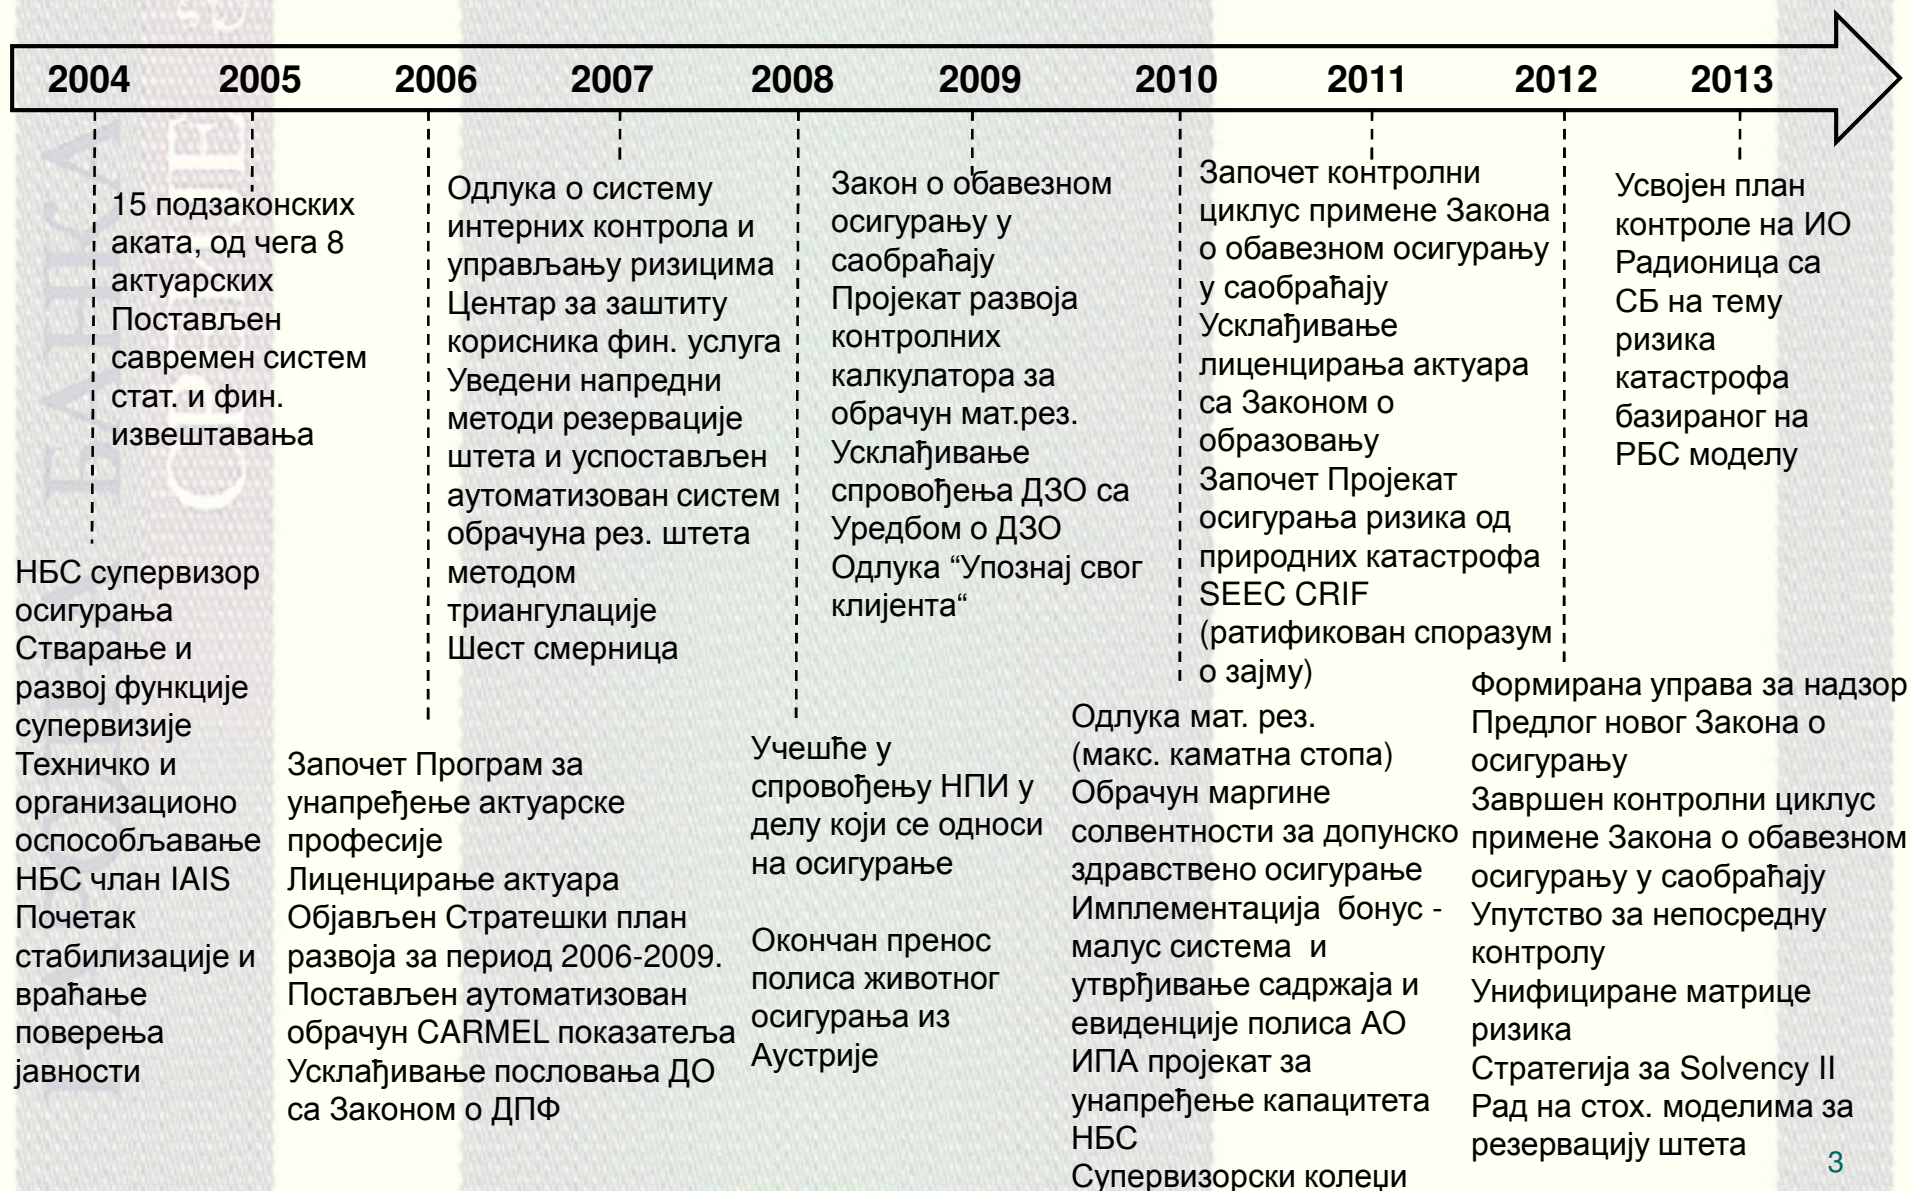 2004 2005 2006 2007 2008 2009 2010 2011 2012 2013
15 подзаконских
аката, од чега 8
актуарских
Постављен
савремен систем
стат. и фин.
извештавања
Одлука о систему
интерних контрола и
управљању ризицима
Центар за заштиту
корисника фин. услуга
Уведени напредни
методи резервације
штета и успостављен
аутоматизован систем
обрачуна рез. штета
методом
триангулације
Шест смерница
Закон о обавезном
осигурању у
саобраћају
Пројекат развоја
контролних
калкулатора за
обрачун мат.рез.
Усклађивање
спровођења ДЗО са
Уредбом о ДЗО
Одлука “Упознај свог
клијента“
Започет контролни
циклус примене Закона
о обавезном осигурању
у саобраћају
Усклађивање
лиценцирања актуара
са Законом о
образовању
Започет Пројекат
осигурања ризика од
природних катастрофа
SEEC CRIF
(ратификован споразум
о зајму)
Усвојен план
контроле на ИО
Радионица са
СБ на тему
ризика
катастрофа
базираног на
РБС моделу
НБС супервизор
осигурања
Стварање и
развој функције
супервизије
Техничко и
организационо
оспособљавање
НБС члан IAIS
Почетак
стабилизације и
враћање
поверења
јавности
Започет Програм за
унапређење актуарске
професије
Лиценцирање актуара
Објављен Стратешки план
развоја за период 2006-2009.
Постављен аутоматизован
обрачун CARMEL показатеља
Усклађивање пословања ДО
са Законом о ДПФ
Учешће у
спровођењу НПИ у
делу који се односи
на осигурање
Окончан пренос
полиса животног
осигурања из
Аустрије
Одлука мат. рез.
(макс. каматна стопа)
Обрачун маргине
солвентности за допунско
здравствено осигурање
Имплементација бонус -
малус система и
утврђивање садржаја и
евиденције полиса АО
ИПА пројекат за
унапређење капацитета
НБС
Супервизорски колеџи
Формирана управа за надзор
Предлог новог Закона о
осигурању
Завршен контролни циклус
примене Закона о обавезном
осигурању у саобраћају
Упутство за непосредну
контролу
Унифициране матрице
ризика
Стратегија за Solvency II
Рад на стох. моделима за
резервацију штета
3